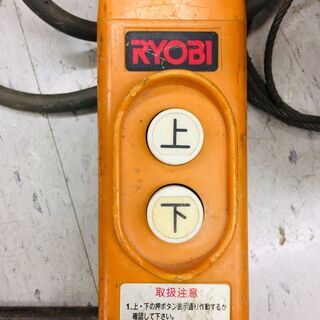 RYOBI
上
下
取扱注意
1.上・下の押ボタン表示通り作動するか
確認して下さい。